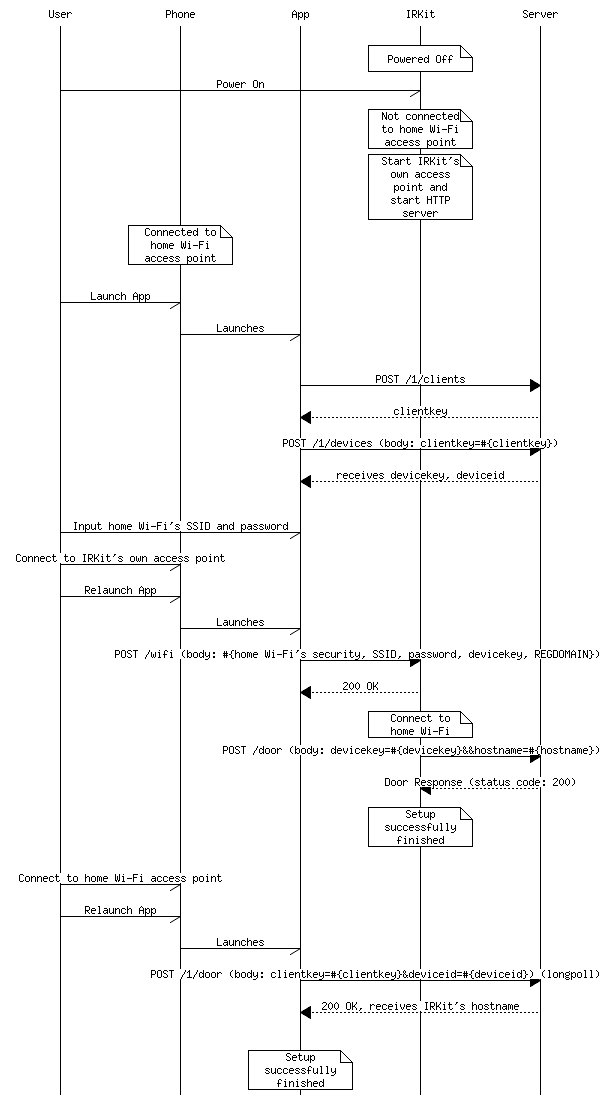 User
Phone
App
IRKit
Server
Powered Off
Power On
Not connected
to home Wi-Fi
access point
Start IRKit's
own access
point and
start HTTP
server
Connected to
home Wi-Fi
access point
Launch App
Launches
POST /1/clients
clientkey
POST /1/devices (body: clientkey=#{clientkey})
receives devicekey, deviceid
Input home Wi-Fi's SSID and password
Connect to IRKit's own access point
Relaunch App
Launches
POST /wifi (body: #{home Wi-Fi's security, SSID, password, devicekey, REGDOMAIN})
200 OK
Connect to
home Wi-Fi
POST /door (body: devicekey=#{devicekey}&&hostname=#{hostname})
Door Response (status code: 200)
Setup
successfully
finished
Connect to home Wi-Fi access point
Relaunch App
Launches
POST /1/door (body: clientkey=#{clientkey}&deviceid=#{deviceid}) (longpoll)
200 OK, receives IRKit's hostname
Setup
successfully
finished